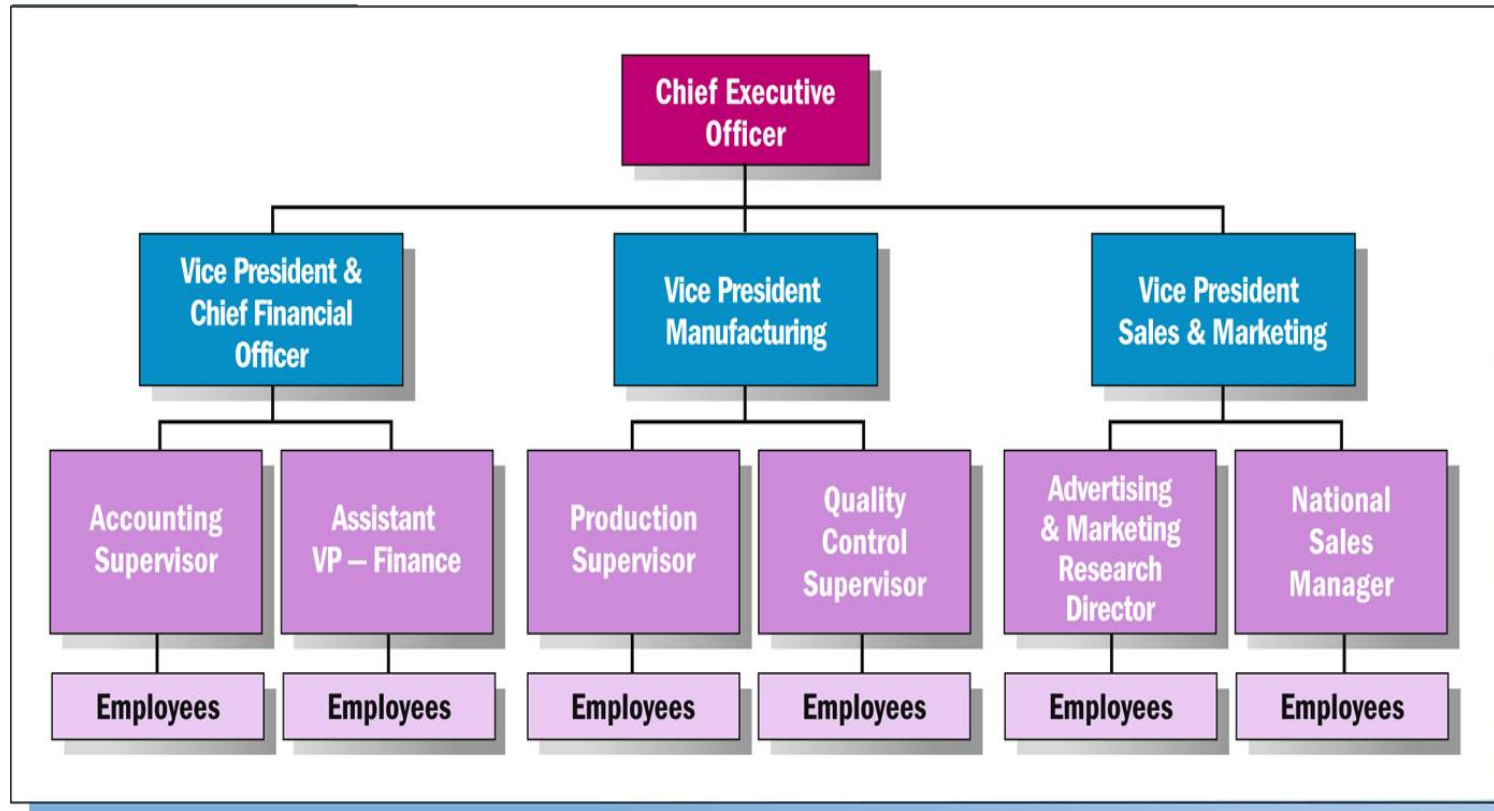 Chief Executive
Officer
Vice President &
Chief Financial
Officer
Vice President
Manufacturing
Vice President
Sales & Marketing
Accounting
Supervisor
Assistant
VP — Finance
Production
Supervisor
Quality
Control
Supervisor
Advertising
& Marketing
Research
Director
National
Sales
Manager
Employees
Employees
Employees
Employees
Employees
Employees